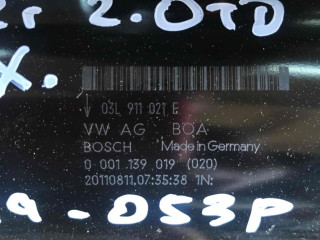 2.0TD
X.
03L 911 021 E
VW AG BOA
BOSCH Made in Germany
0 001 139 019 (020)
20110811,07:35:38 1N:
9-053P